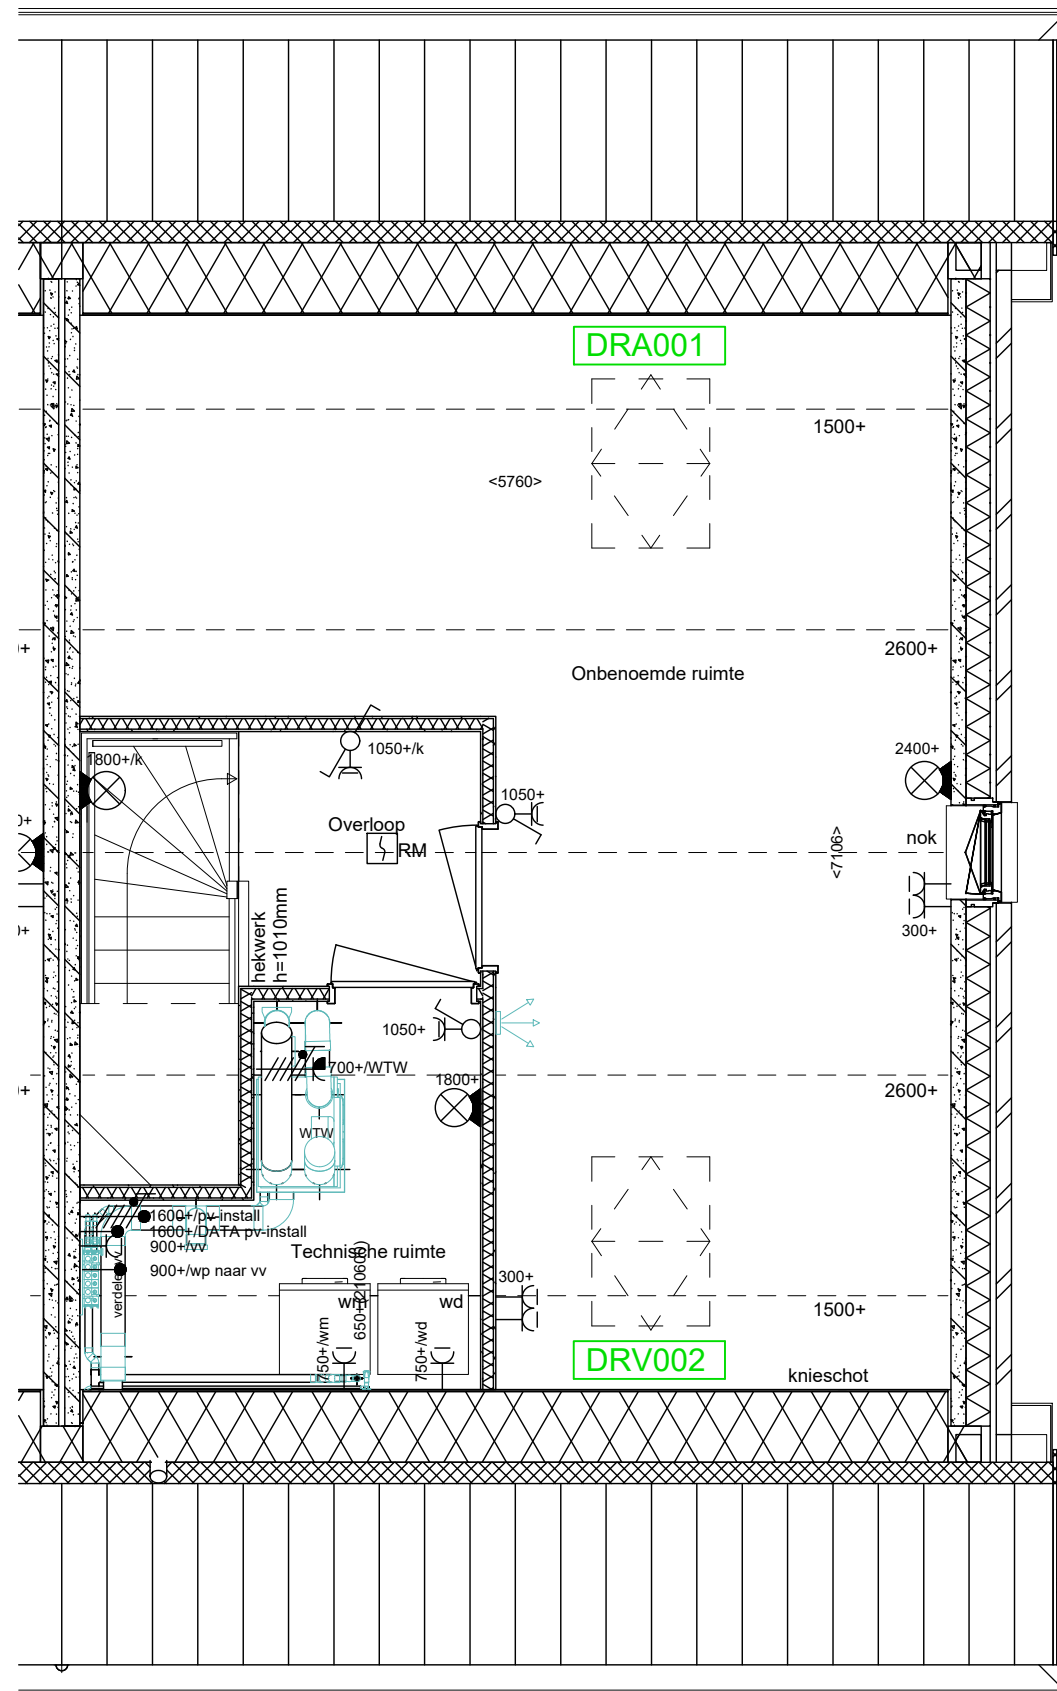 DRA001
1500+
<5760>
2600+
Onbenoemde ruimte
1050+/k
1800+/k
2400+
1050+
Overloop
RM
nok
<7106>
300+
hekwerk
h=1010mm
1050+
700+/WTW
1800+
2600+
WTW
1600+/pv-install
1600+/DATA pv-install
900+/vv
900+/wp naar vv
Technische ruimte
300+
wm
wd
1500+
750+/wm
750+/wd
DRV002
knieschot